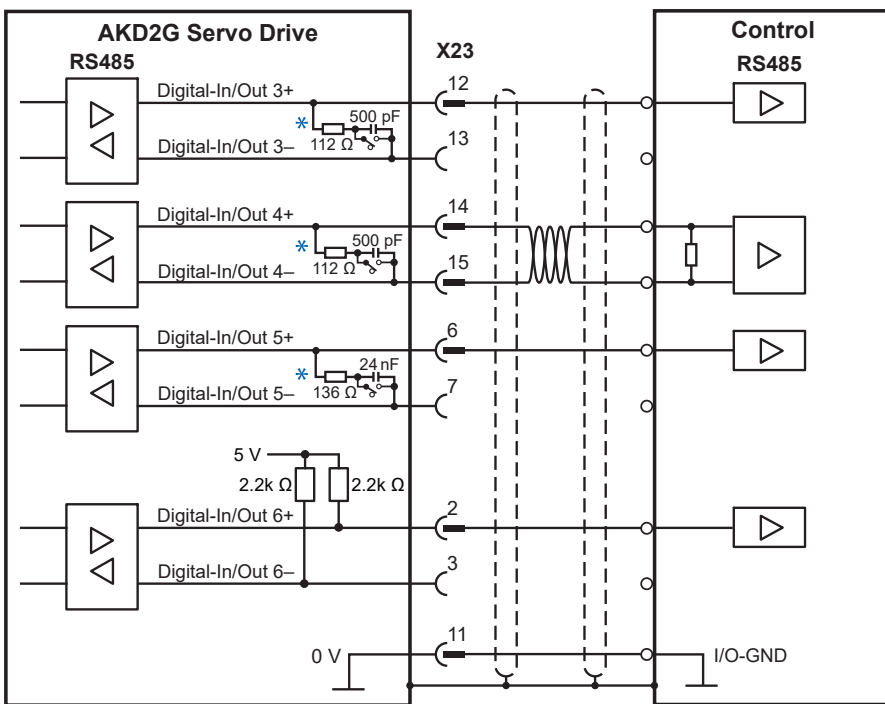 AKD2G Servo Drive
Control
X23
RS485
RS485
Digital-In/Out 3+
12
*
500 pF
112 Ω
Digital-In/Out 3–
13
Digital-In/Out 4+
14
*
500 pF
112 Ω
Digital-In/Out 4–
15
Digital-In/Out 5+
6
*
24 nF
136 Ω
Digital-In/Out 5–
7
5 V
2.2k Ω
2.2k Ω
Digital-In/Out 6+
2
Digital-In/Out 6–
3
11
0 V
I/O-GND